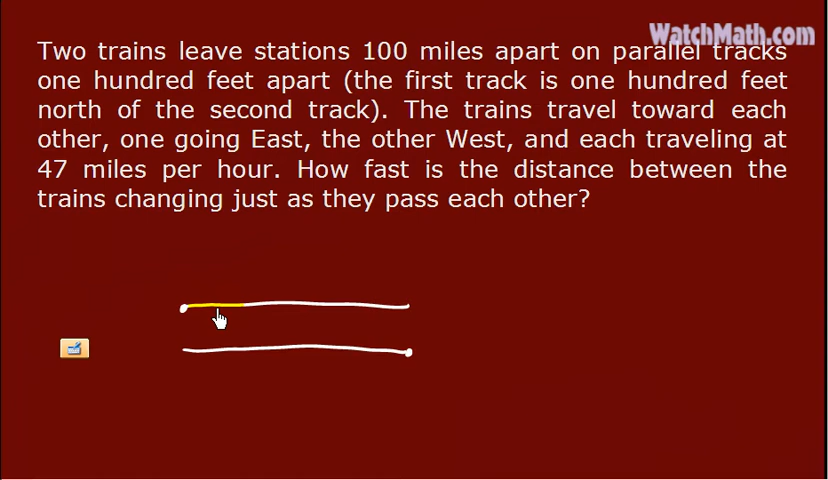 WatchMath.com
Two trains leave stations 100 miles apart on parallel tracks
one hundred feet apart (the first track is one hundred feet
north of the second track). The trains travel toward each
other, one going East, the other West, and each traveling at
47 miles per hour. How fast is the distance between the
trains changing just as they pass each other?